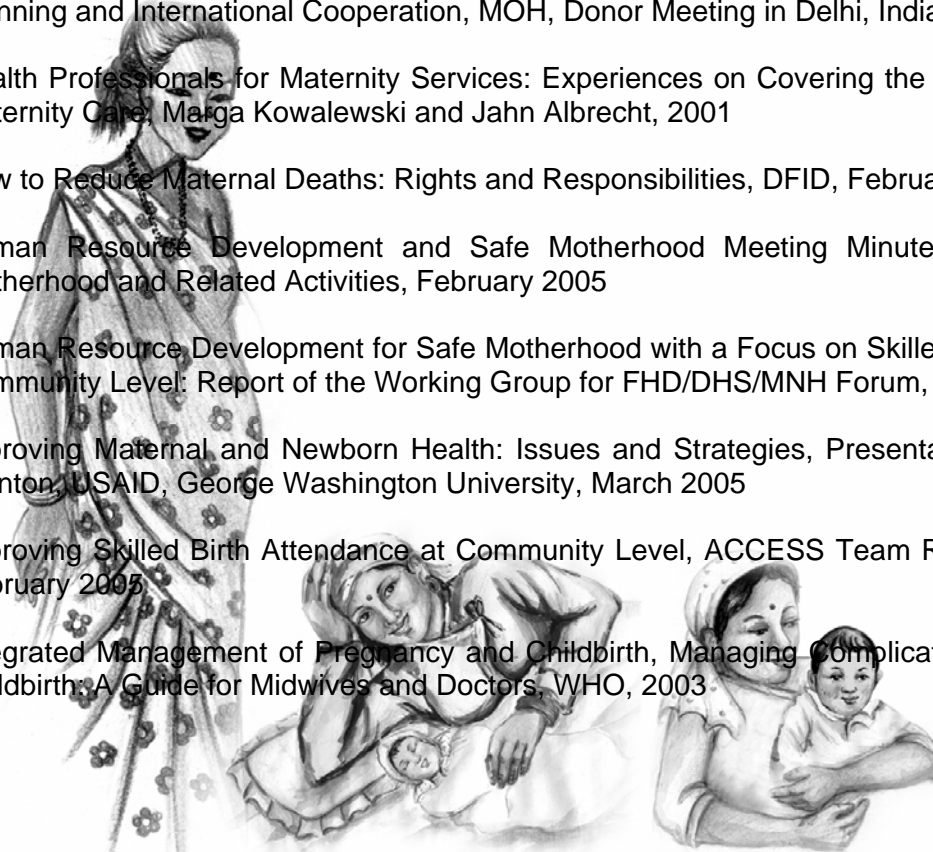 nning and International Cooperation, MOH, Donor Meeting in Delhi, India
alth Professionals for Maternity Services: Experiences on Covering the
ternity Care, Marga Kowalewski and Jahn Albrecht, 2001
w to Reduce Maternal Deaths: Rights and Responsibilities, DFID, Februa
man Resource Development and Safe Motherhood Meeting Minute
therhood and Related Activities, February 2005
man Resource Development for Safe Motherhood with a Focus on Skille
mmunity Level: Report of the Working Group for FHD/DHS/MNH Forum,
roving Maternal and Newborn Health: Issues and Strategies, Presenta
nton, USAID, George Washington University, March 2005
roving Skilled Birth Attendance at Community Level, ACCESS Team R
bruary 2005
egrated Management of Pregnancy and Childbirth, Managing Complicat
ldbirth: A Guide for Midwives and Doctors, WHO, 2003